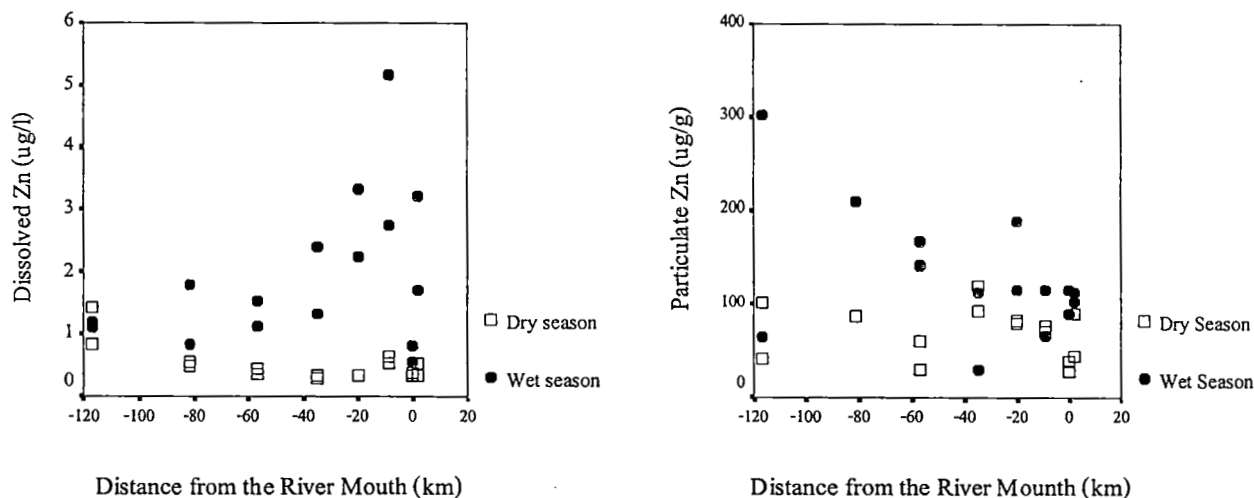 Dissolved Zn (ug/l)
6
5
4
3
2
1
0
-120 -100 -80 -60 -40 -20 0 20
Distance from the River Mouth (km)
Dry season
Wet season
Particulate Zn (ug/g)
400
300
200
100
0
-120 -100 -80 -60 -40 -20 0 20
Distance from the River Mounth (km)
Dry Season
Wet Season